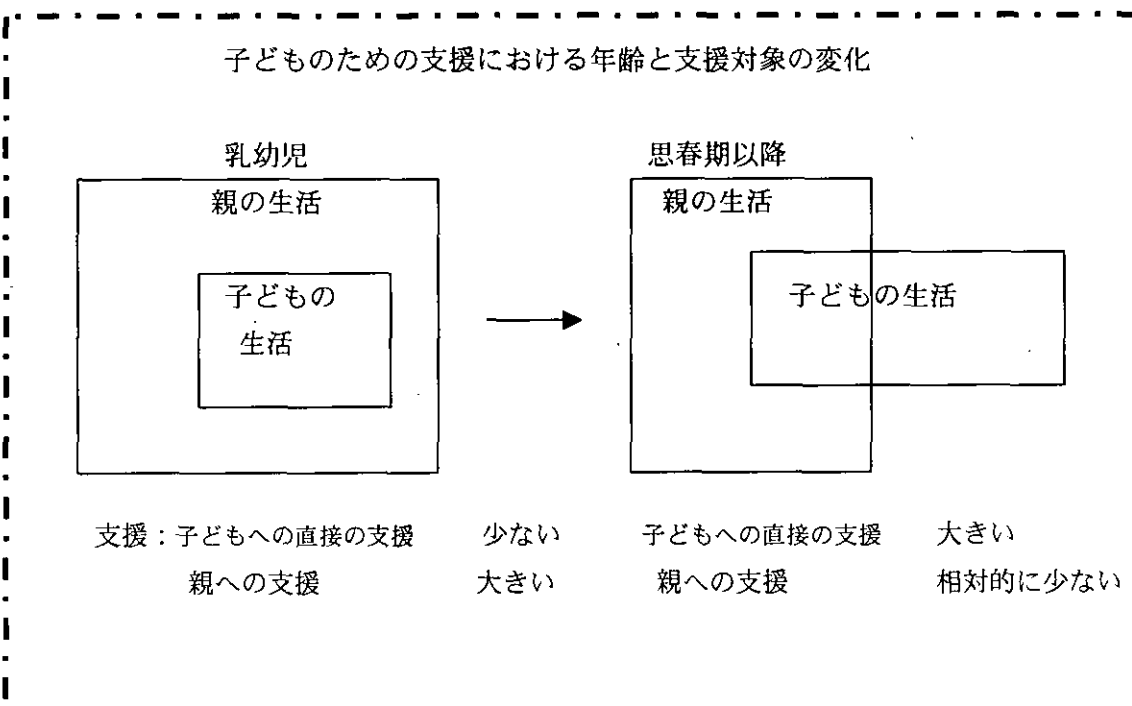 子どものための支援における年齢と支援対象の変化
乳幼児
親の生活
子どもの
生活
思春期以降
親の生活
子どもの生活
支援：子どもへの直接の支援 少ない
親への支援 大きい
子どもへの直接の支援 大きい
親への支援 相対的に少ない